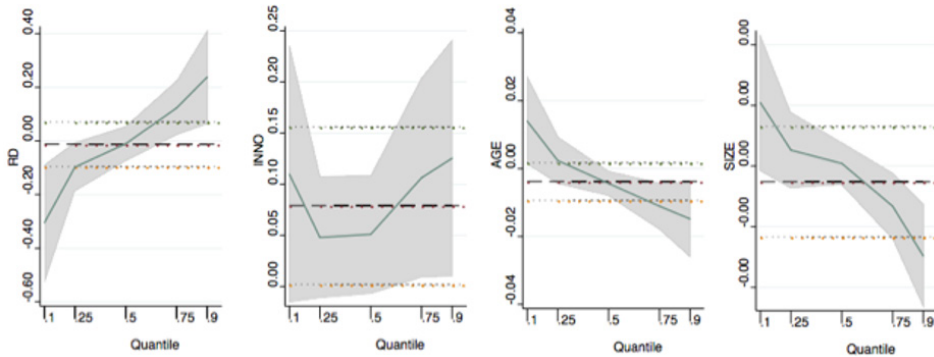 RD
0.40
0.20
0.00
-0.20
-0.40
-0.60
.1 .25 .5 .75 .9
Quantile
INNO
0.25
0.20
0.15
0.10
0.05
0.00
.1 .25 .5 .75 .9
Quantile
AGE
0.04
0.02
0.00
-0.02
-0.04
.1 .25 .5 .75 .9
Quantile
SIZE
0.00
0.00
0.00
-0.00
-0.00
.1 .25 .5 .75 .9
Quantile